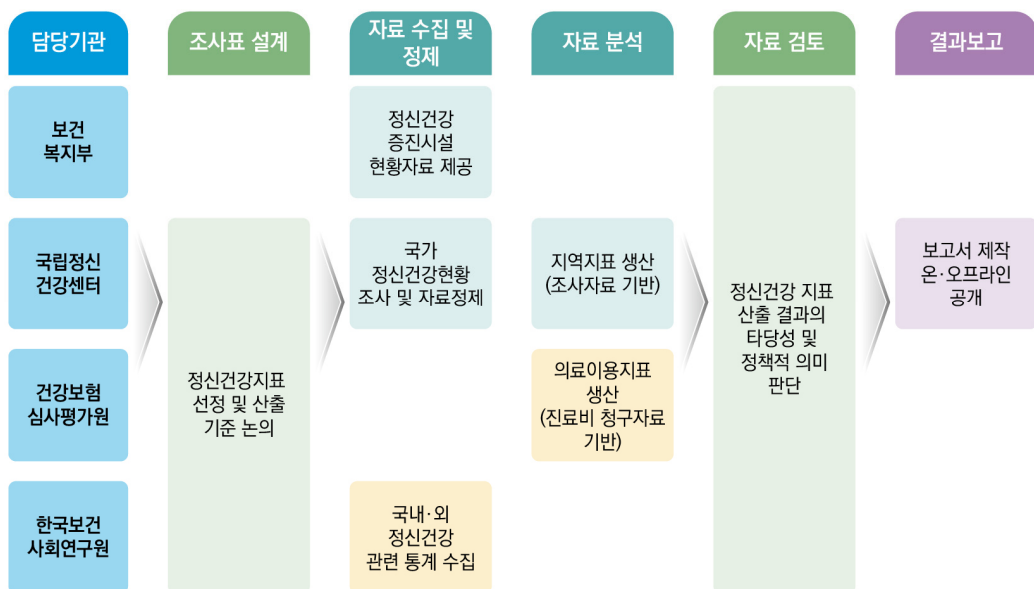 담당기관
조사표 설계
자료 수집 및
정제
자료 분석
자료 검토
결과보고
보건
복지부
정신건강
증진시설
현황자료 제공
국립정신
건강센터
국가
정신건강현황
조사 및 자료정제
지역지표 생산
(조사자료 기반)
보고서 제작
온·오프라인
공개
정신건강 지표
산출 결과의
타당성 및
정책적 의미
판단
건강보험
심사평가원
정신건강지표
선정 및 산출
기준 논의
의료이용지표
생산
(진료비 청구자료
기반)
한국보건
사회연구원
국내·외
정신건강
관련 통계 수집